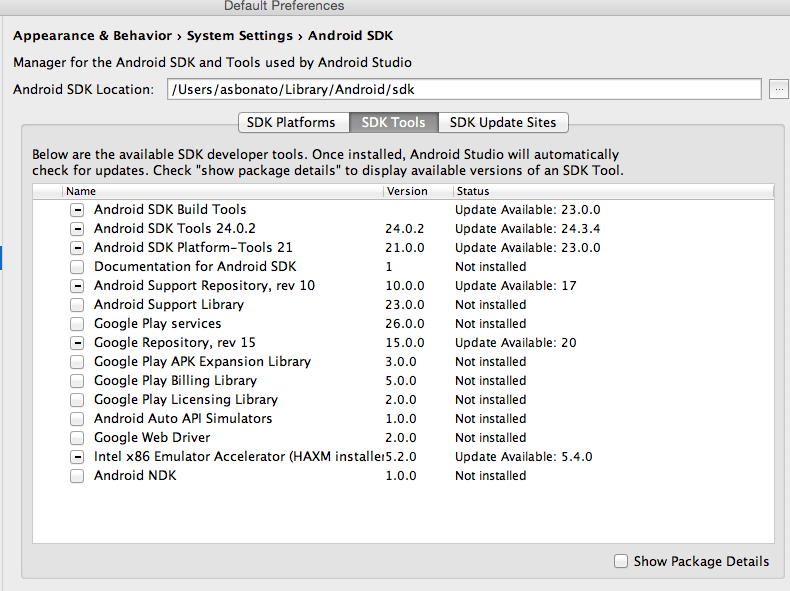 Default Preferences
Appearance & Behavior › System Settings › Android SDK
Manager for the Android SDK and Tools used by Android Studio
Android SDK Location: /Users/asbonato/Library/Android/sdk ...
SDK Platforms SDK Tools SDK Update Sites
Below are the available SDK developer tools. Once installed, Android Studio will automatically
check for updates. Check "show package details" to display available versions of an SDK Tool.
Name Version Status
Android SDK Build Tools Update Available: 23.0.0
Android SDK Tools 24.0.2 24.0.2 Update Available: 24.3.4
Android SDK Platform-Tools 21 21.0.0 Update Available: 23.0.0
Documentation for Android SDK 1 Not installed
Android Support Repository, rev 10 10.0.0 Update Available: 17
Android Support Library 23.0.0 Not installed
Google Play services 26.0.0 Not installed
Google Repository, rev 15 15.0.0 Update Available: 20
Google Play APK Expansion Library 3.0.0 Not installed
Google Play Billing Library 5.0.0 Not installed
Google Play Licensing Library 2.0.0 Not installed
Android Auto API Simulators 1.0.0 Not installed
Google Web Driver 2.0.0 Not installed
Intel x86 Emulator Accelerator (HAXM installer 5.2.0 Update Available: 5.4.0
Android NDK 1.0.0 Not installed
Show Package Details